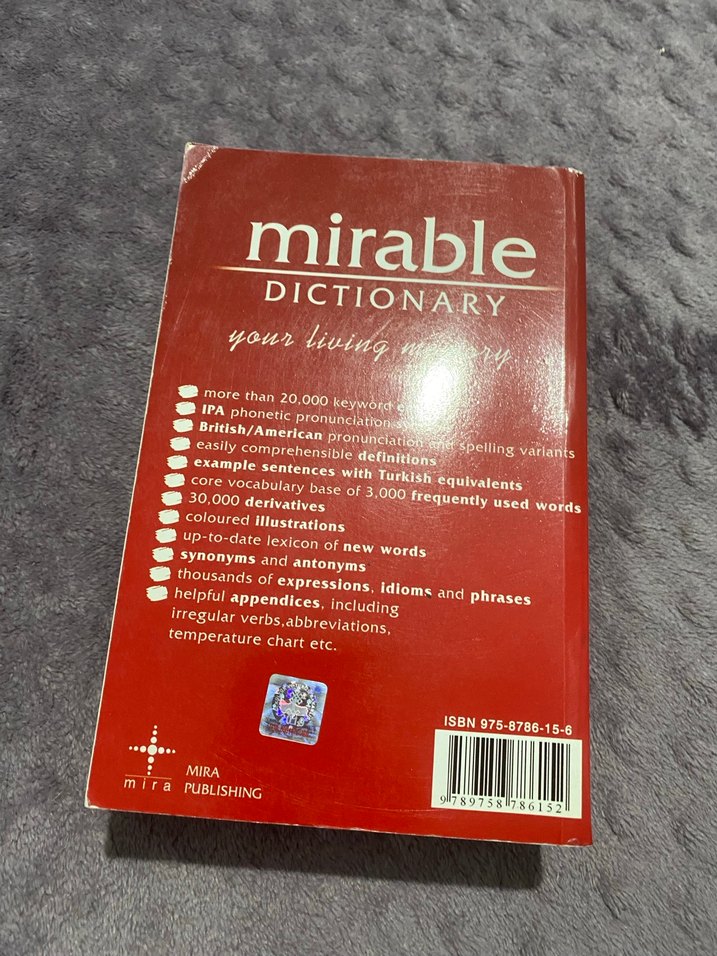 mirable
DICTIONARY
your living
more than 20,000 keyword
IPA phonetic pronunciation
British/American pronunciation and spelling variants
easily comprehensible definitions
example sentences with Turkish equivalents
core vocabulary base of 3,000 frequently used words
30,000 derivatives
coloured illustrations
up-to-date lexicon of new words
synonyms and antonyms
thousands of expressions, idioms and phrases
helpful appendices, including
irregular verbs,abbreviations,
temperature chart etc.
ISBN 975-8786-15-6
9 789758 786152
mira
MIRA
PUBLISHING